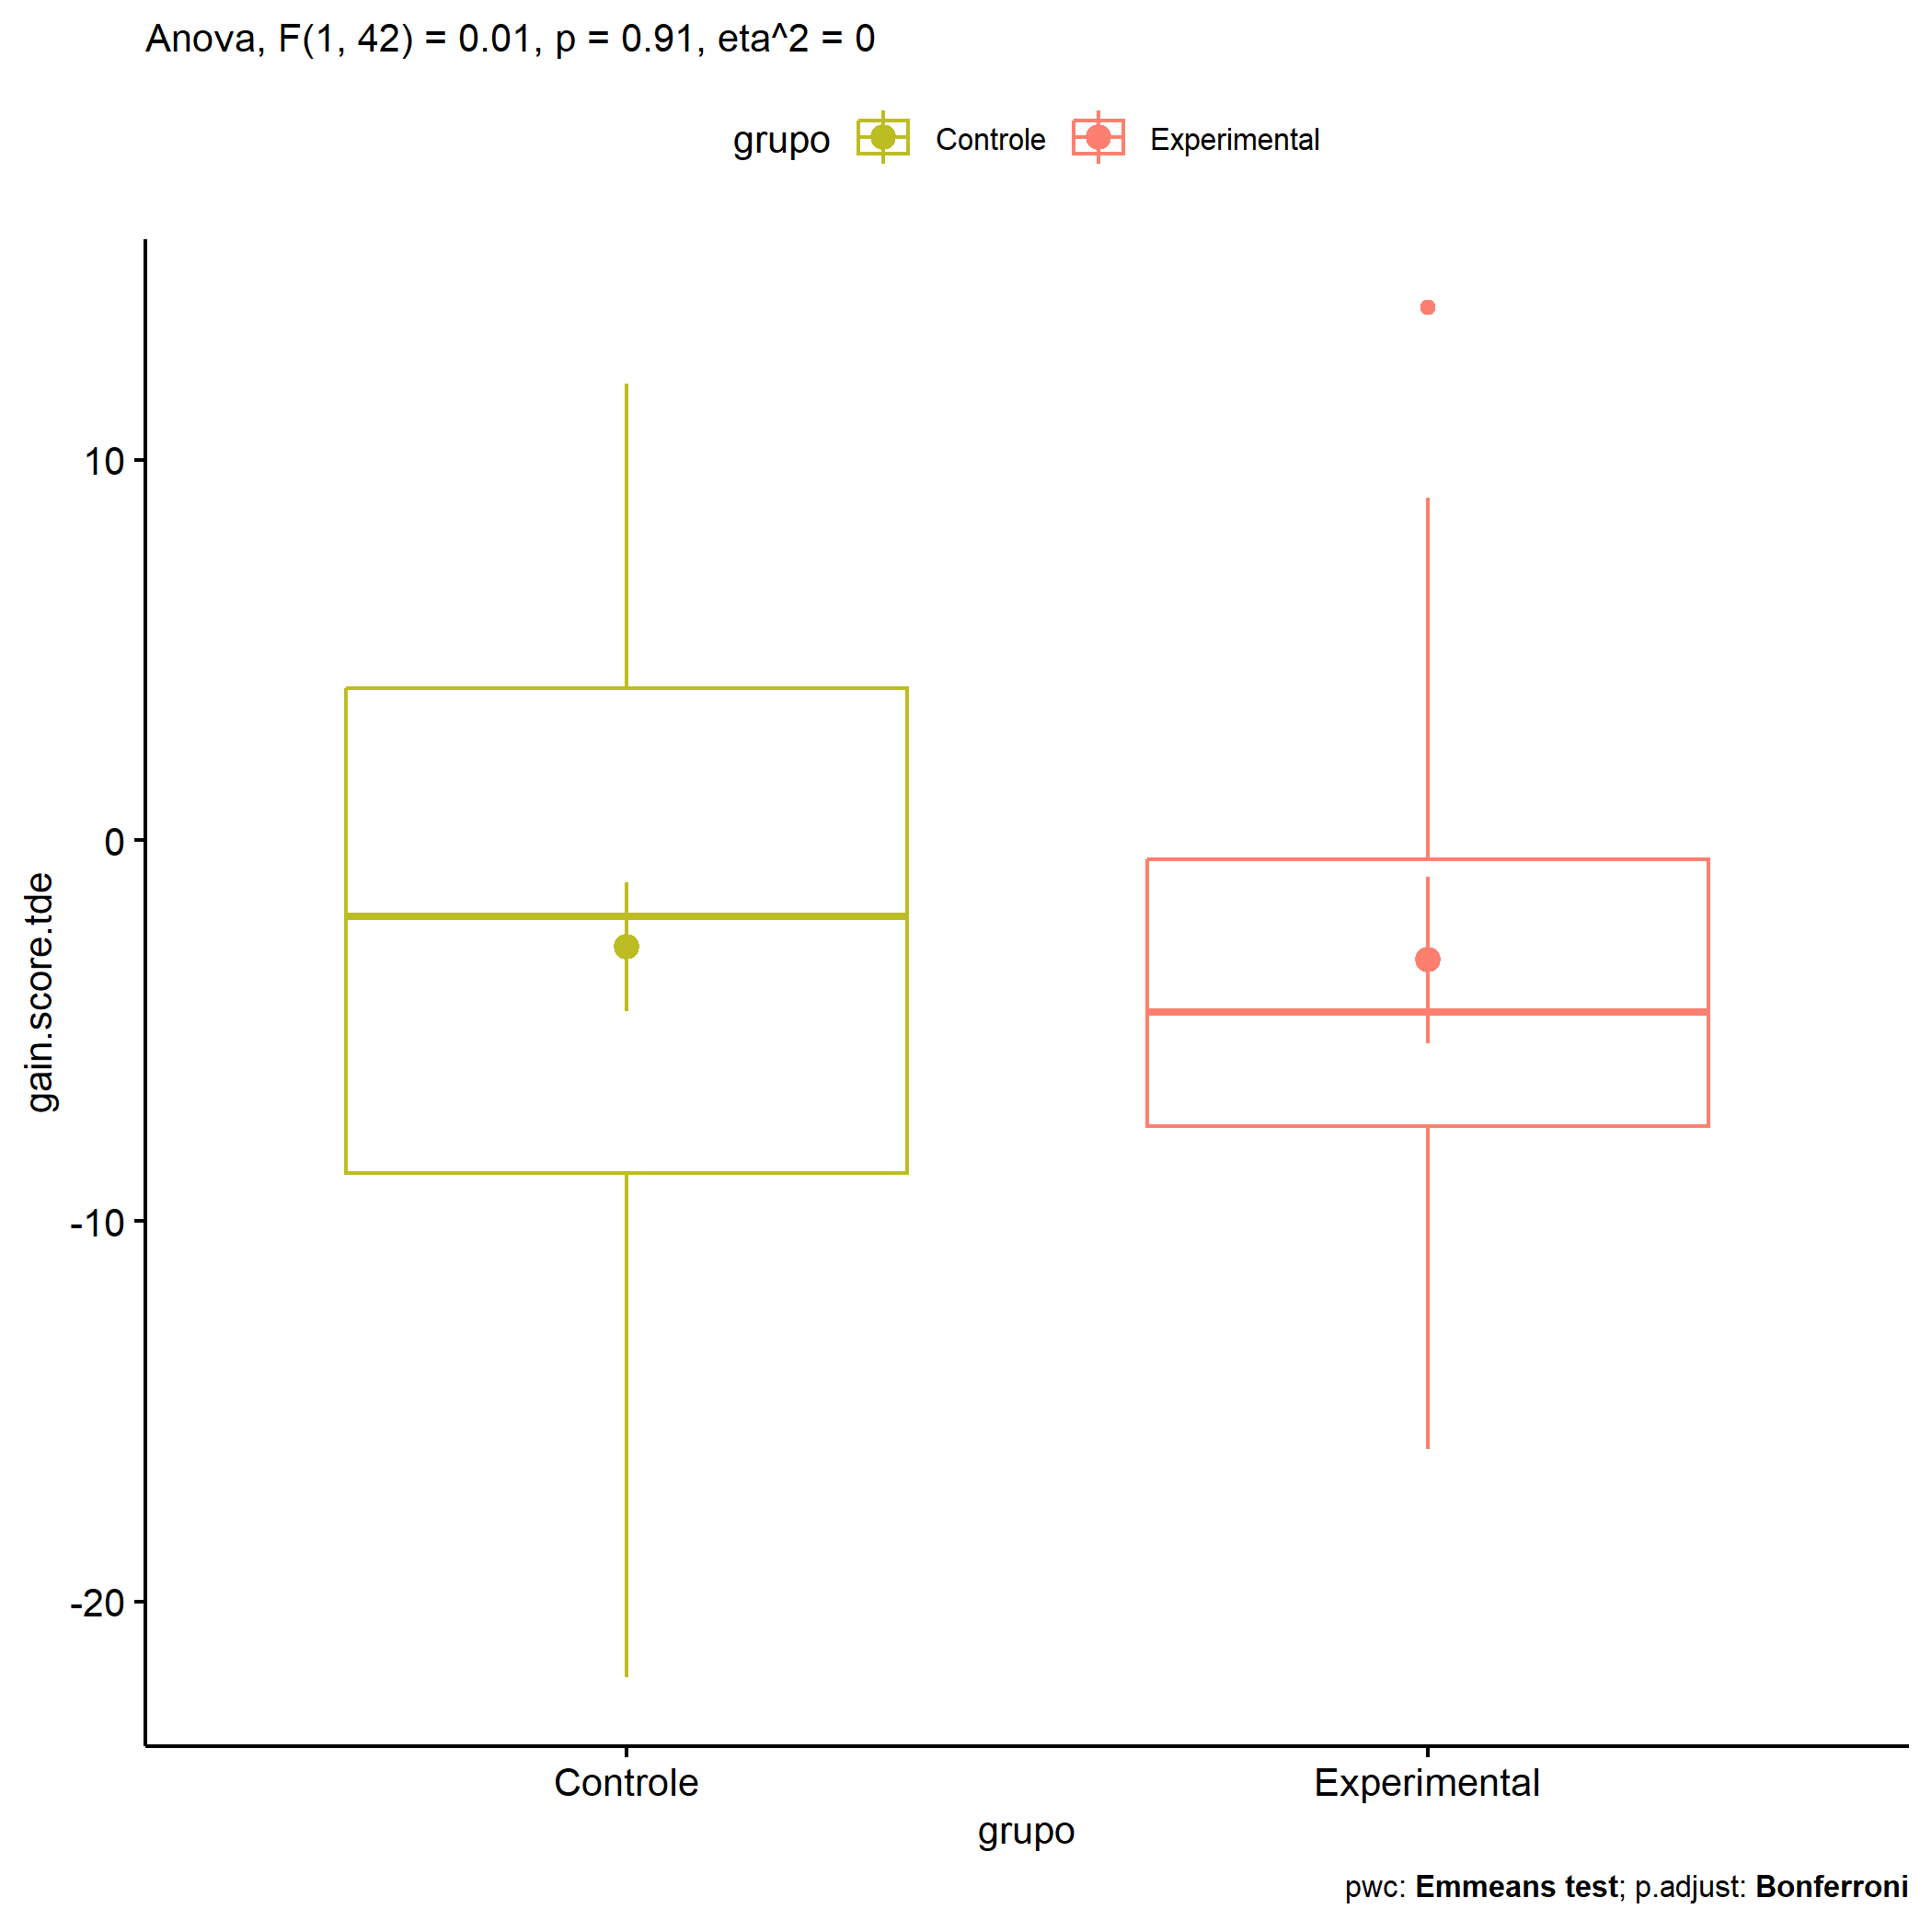 Anova, F(1, 42) = 0.01, p = 0.91, eta^2 = 0
grupo Controle Experimental
gain.score.tde
10
0
-10
-20
Controle Experimental
grupo
pwc: Emmeans test; p.adjust: Bonferroni